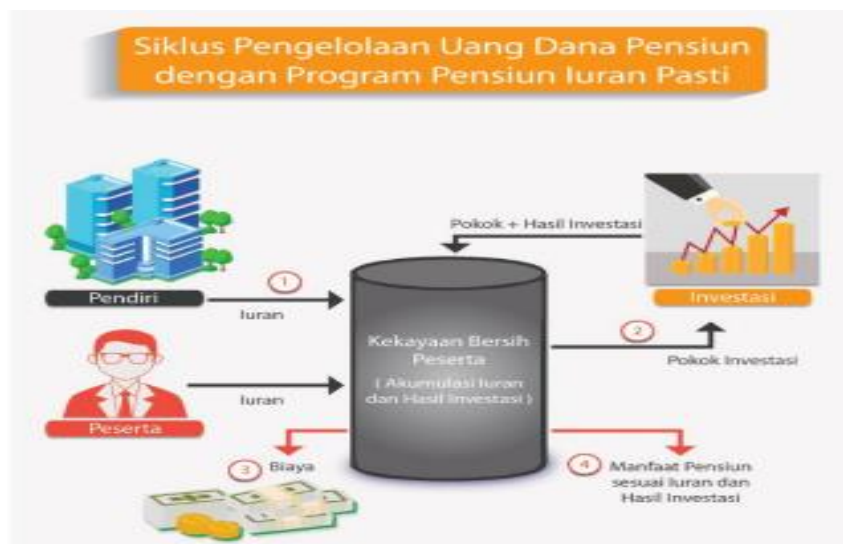 Siklus Pengelolaan Uang Dana Pensiun
dengan Program Pensiun Iuran Pasti
Pokok + Hasil Investasi
1
Pendiri
Iuran
Investasi
Kekayaan Bersih
Peserta
( Akumulasi Iuran
dan Hasil Investasi )
2
Pokok Investasi
Iuran
Peserta
3
Biaya
4
Manfaat Pensiun
sesuai Iuran dan
Hasil Investasi